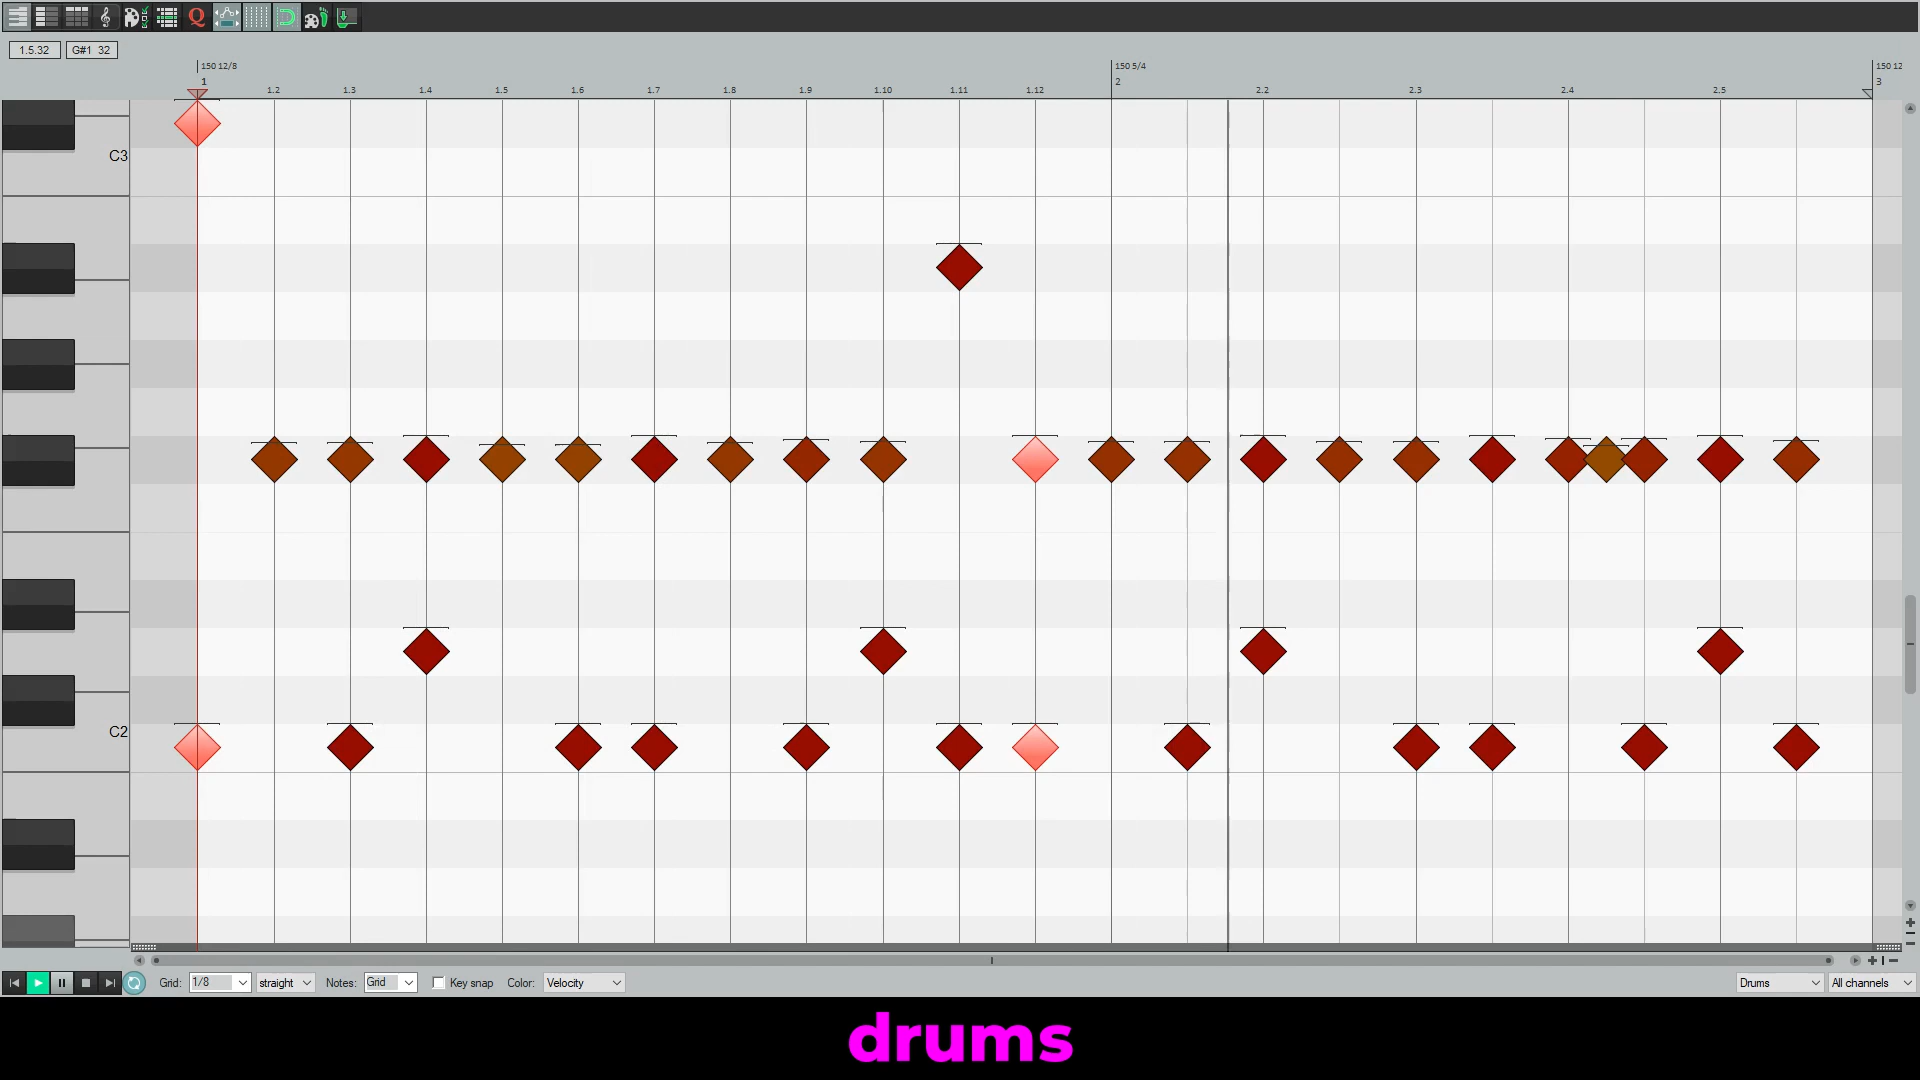 Q
1.5.32 G#1 32
150 12/8 150 5/4 150 12
1 2 3
1.2 1.3 1.4 1.5 1.6 1.7 1.8 1.9 1.10 1.11 1.12 2.2 2.3 2.4 2.5
C3
C2
Grid: 1/8 straight Notes: Grid Key snap Color: Velocity Drums All channels
drums